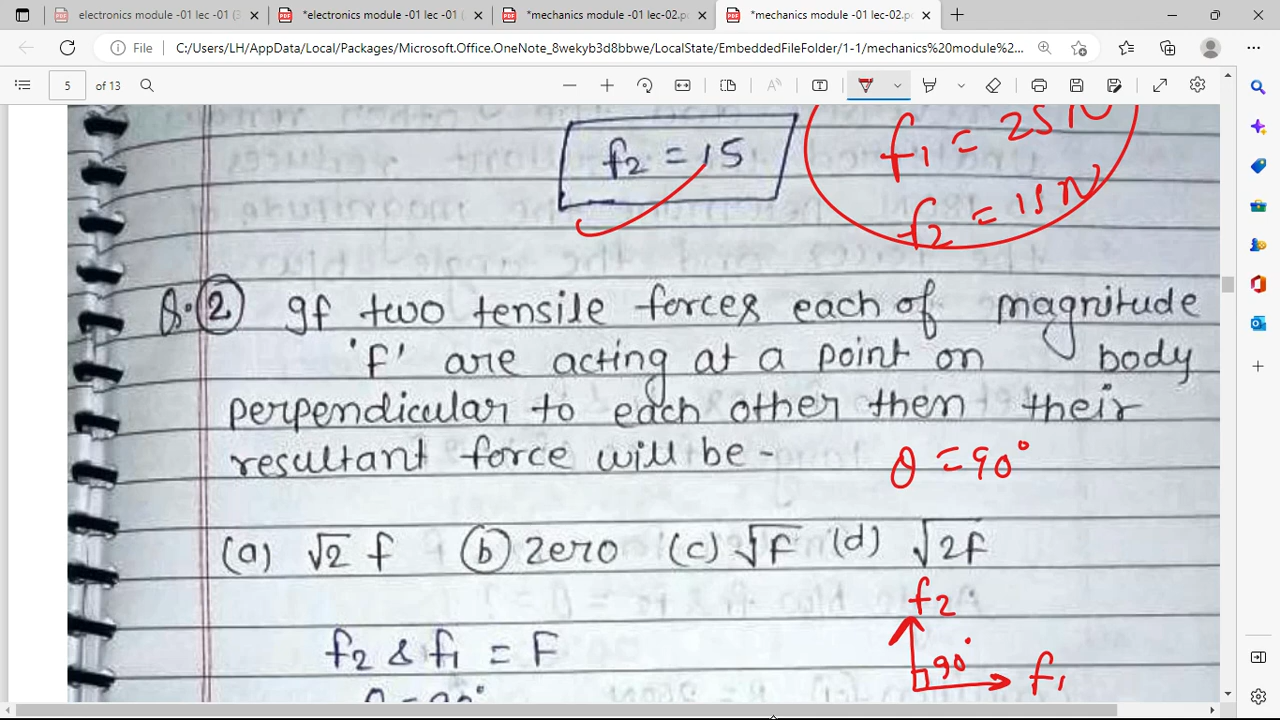 electronics module -01 lec -01 (
*electronics module -01 lec -01 (
*mechanics module -01 lec-02.pc
*mechanics module -01 lec-02.pc
File
C:/Users/LH/AppData/Local/Packages/Microsoft.Office.OneNote_8wekyb3d8bbwe/LocalState/EmbeddedFileFolder/1-1/mechanics%20module%2...
5 of 13
f2 = 15
f1 = 25N
f2 = 15N
Q.2 If two tensile forces each of magnitude
'F' are acting at a point on body
perpendicular to each other then their
resultant force will be -
θ = 90°
(a) √2 f (b) Zero (c) √F (d) √2F
f2
f2 & f1 = F
90°
f1
θ = 90°